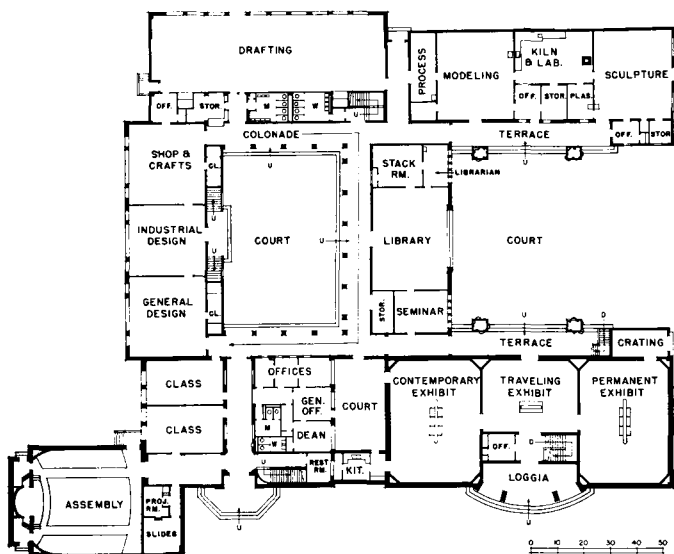 DRAFTING
PROCESS
MODELING
KILN
& LAB.
SCULPTURE
OFF.
STOR.
M
W
U
OFF.
STOR.
PLAS.
OFF.
STOR
COLONADE
TERRACE
U
SHOP &
CRAFTS
CL.
U
STACK
RM.
LIBRARIAN
U
INDUSTRIAL
DESIGN
U
COURT
U
LIBRARY
COURT
U
GENERAL
DESIGN
CL.
STOR.
SEMINAR
U
D
TERRACE
CRATING
CLASS
OFFICES
GEN.
OFF.
COURT
CONTEMPORARY
EXHIBIT
TRAVELING
EXHIBIT
PERMANENT
EXHIBIT
CLASS
M
DEAN
W
OFF.
D
U
REST
RM.
KIT.
LOGGIA
ASSEMBLY
PROJ.
RM.
SLIDES
U
U
0 10 20 30 40 50